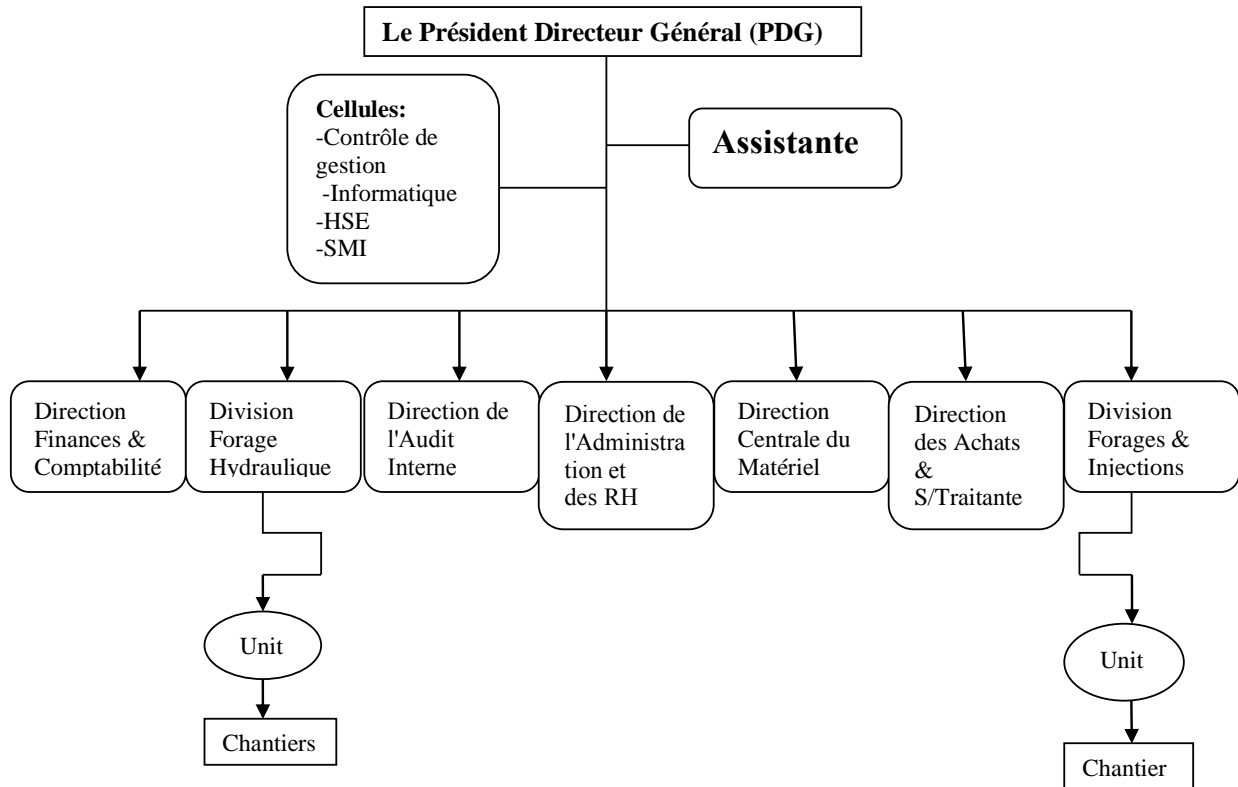 Le Président Directeur Général (PDG)
Cellules:
-Contrôle de
gestion
-Informatique
-HSE
-SMI
Assistante
Direction
Finances &
Comptabilité
Division
Forage
Hydraulique
Direction de
l'Audit
Interne
Direction de
l'Administra
tion et
des RH
Direction
Centrale du
Matériel
Direction
des Achats
&
S/Traitante
Division
Forages &
Injections
Unit
Chantiers
Unit
Chantier